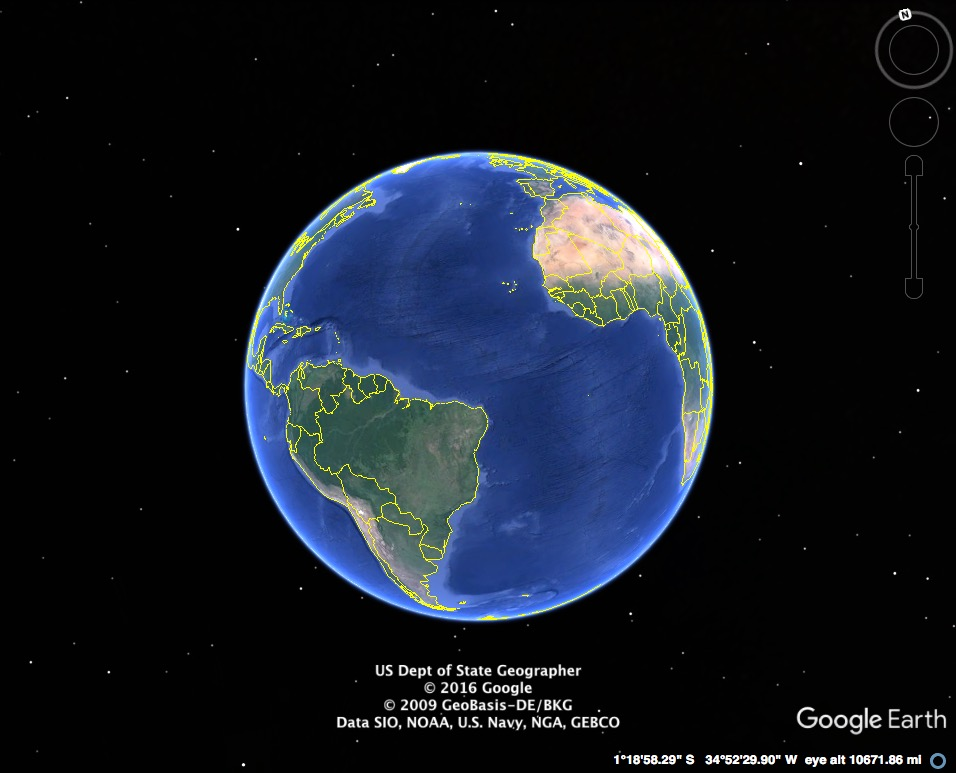 N
US Dept of State Geographer
© 2016 Google
© 2009 GeoBasis-DE/BKG
Data SIO, NOAA, U.S. Navy, NGA, GEBCO
Google Earth
1°18'58.29" S 34°52'29.90" W eye alt 10671.86 mi